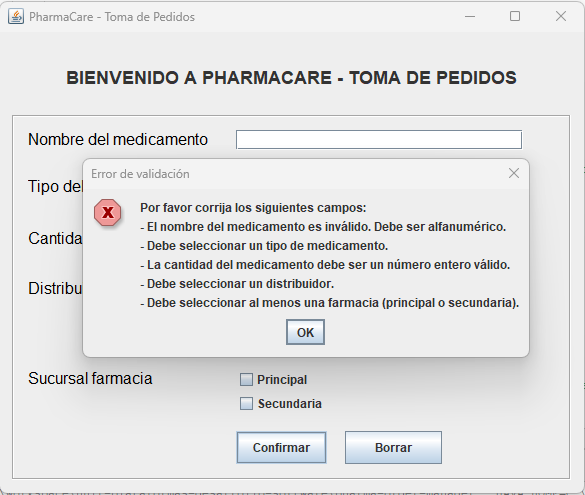 PharmaCare - Toma de Pedidos
BIENVENIDO A PHARMACARE - TOMA DE PEDIDOS
Nombre del medicamento
Error de validación
Tipo del
Por favor corrija los siguientes campos:
- El nombre del medicamento es inválido. Debe ser alfanumérico.
- Debe seleccionar un tipo de medicamento.
- La cantidad del medicamento debe ser un número entero válido.
- Debe seleccionar un distribuidor.
- Debe seleccionar al menos una farmacia (principal o secundaria).
OK
Sucursal farmacia
Principal
Secundaria
Confirmar
Borrar